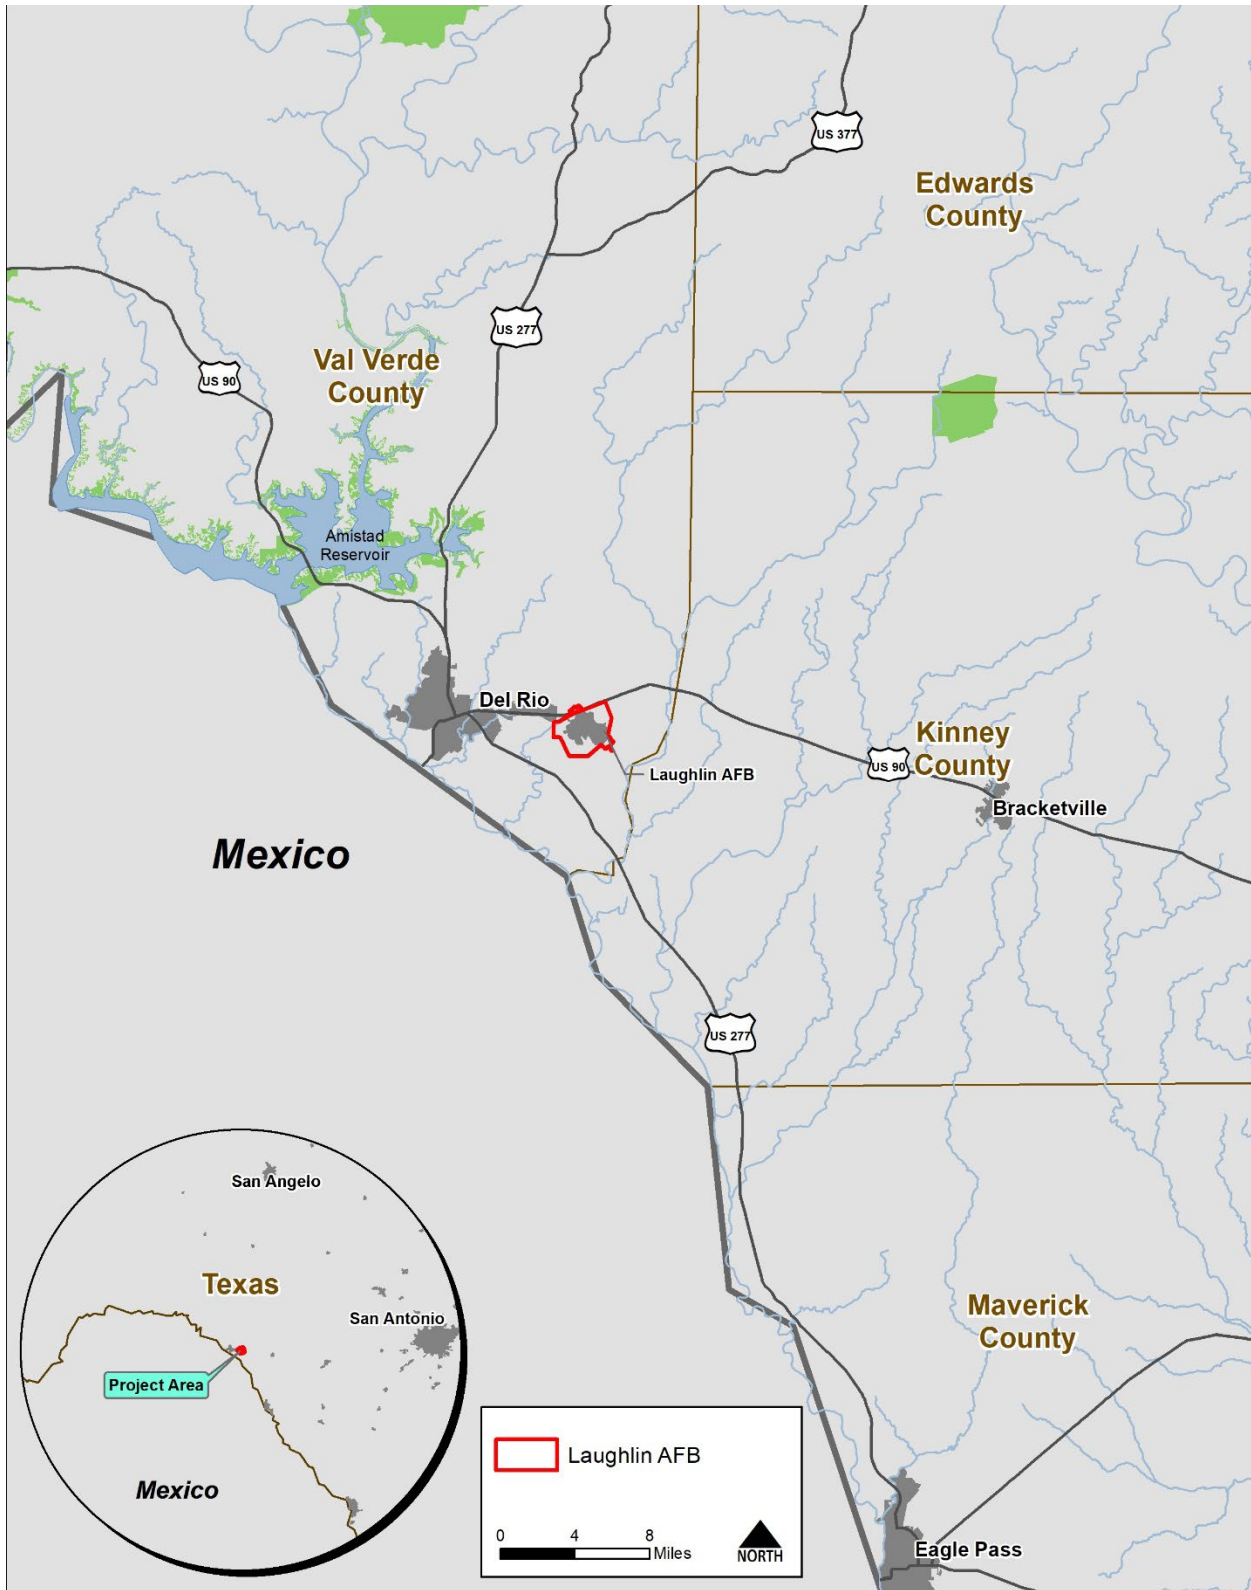 US 377
Edwards
County
US 277
Val Verde
County
US 90
Amistad
Reservoir
Del Rio
Kinney
County
US 90
Laughlin AFB
Bracketville
Mexico
US 277
San Angelo
Texas
San Antonio
Project Area
Mexico
Maverick
County
Laughlin AFB
0 4 8
Miles
NORTH
Eagle Pass